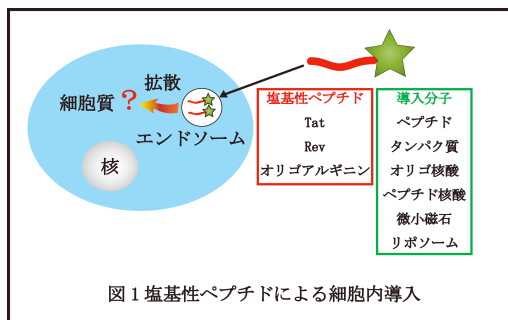 拡散
細胞質?
エンドソーム
核
塩基性ペプチド
Tat
Rev
オリゴアルギニン
導入分子
ペプチド
タンパク質
オリゴ核酸
ペプチド核酸
微小磁石
リポソーム
図1塩基性ペプチドによる細胞内導入